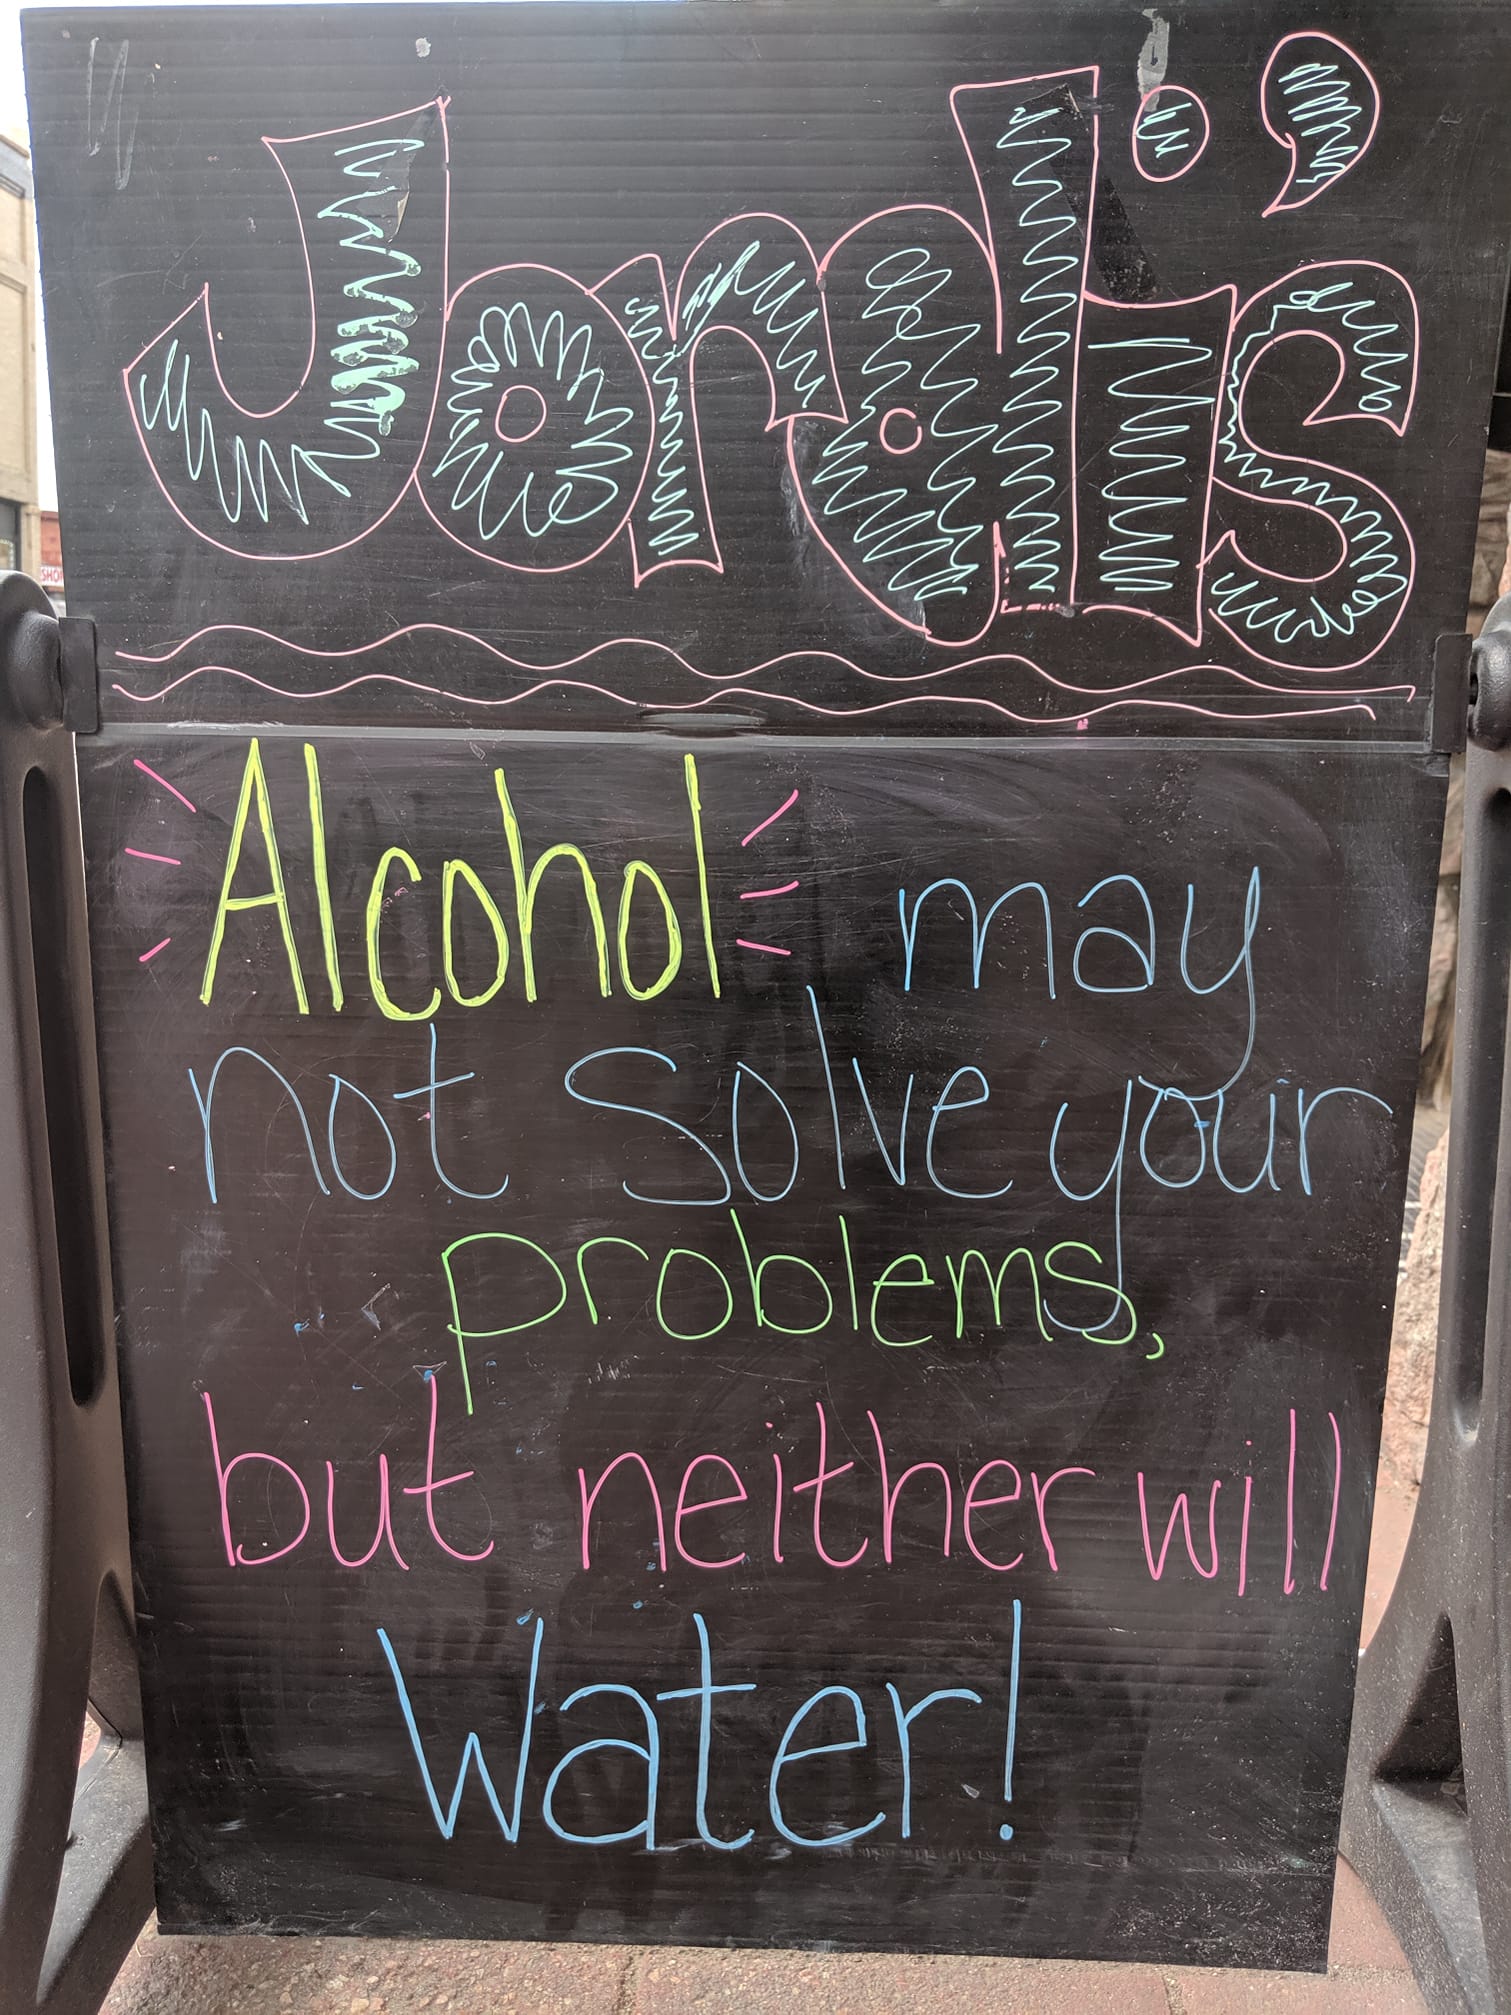 Jordi's
Alcohol may
not solve your
problems,
but neither will
Water!